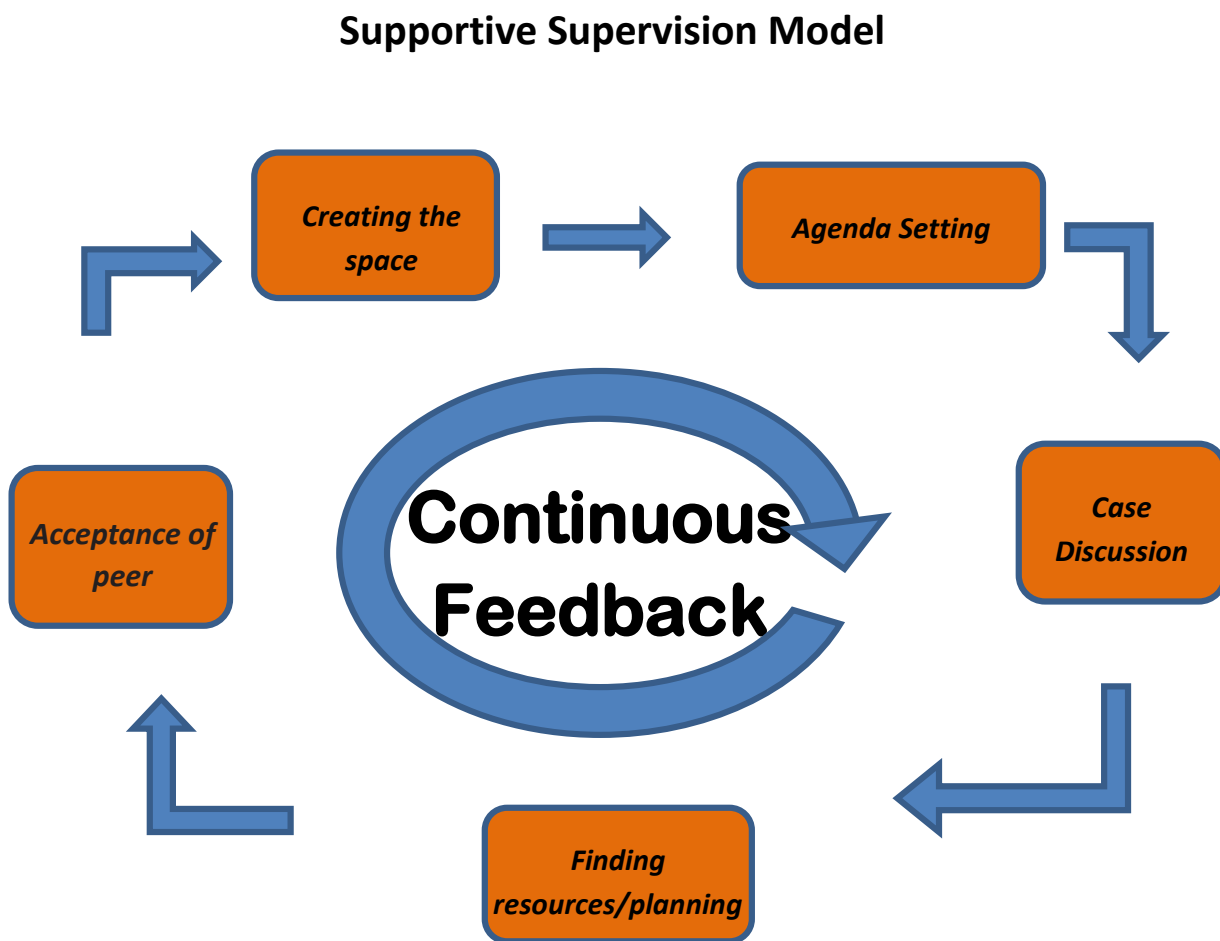 Supportive Supervision Model
Creating the
space
Agenda Setting
Case
Discussion
Finding
resources/planning
Acceptance of
peer
Continuous
Feedback